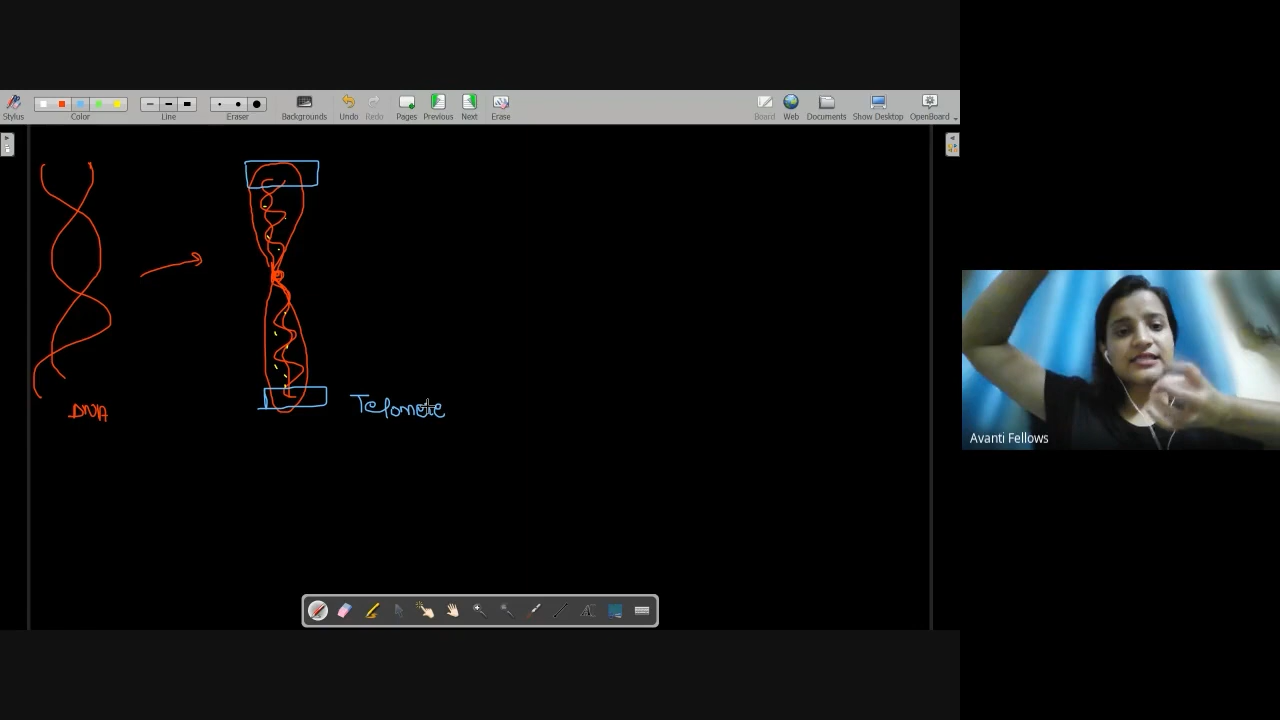 Stylus
Color
Line
Eraser
Backgrounds
Undo
Redo
Pages
Previous
Next
Erase
Board
Web
Documents
Show Desktop
OpenBoard
DNA
Telomere
Avanti Fellows